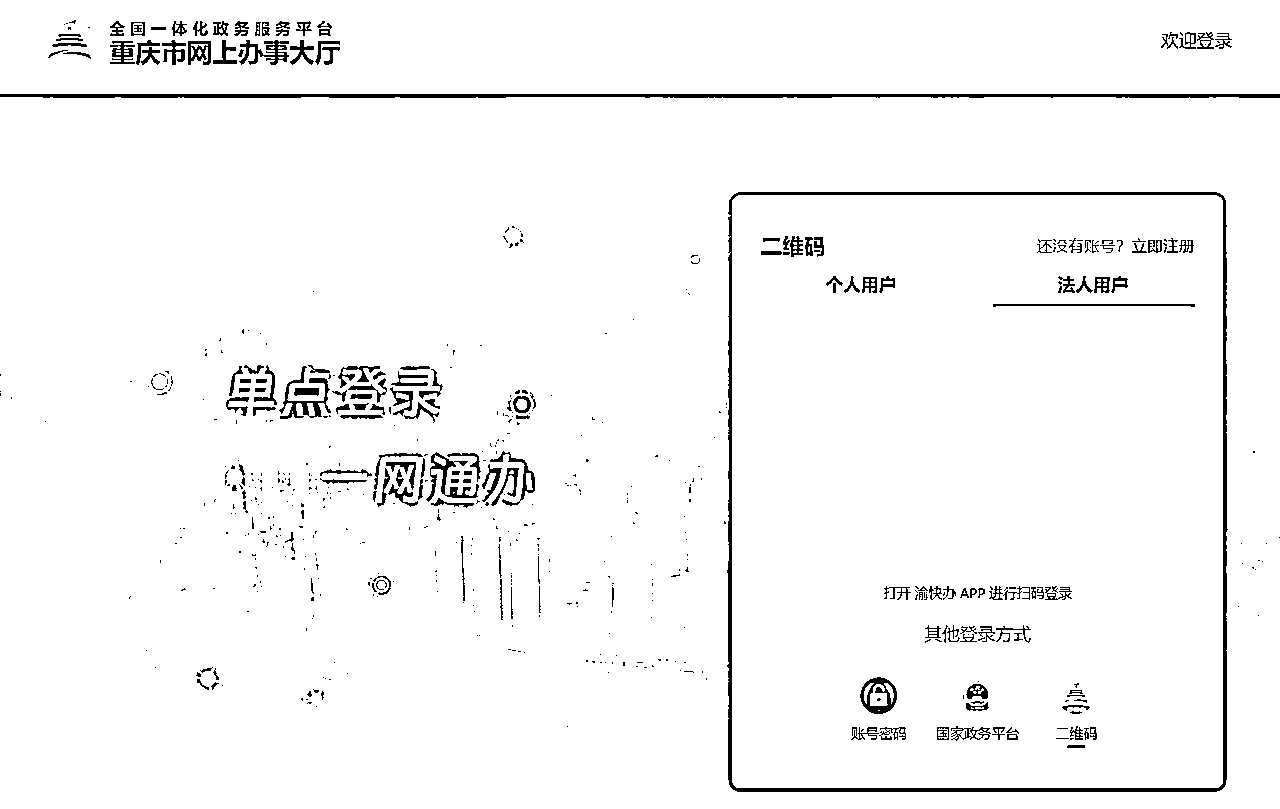 全国一体化政务服务平台
重庆市网上办事大厅
欢迎登录
单点登录
一网通办
二维码
还没有账号？立即注册
个人用户
法人用户
打开 渝快办 APP 进行扫码登录
其他登录方式
账号密码
国家政务平台
二维码